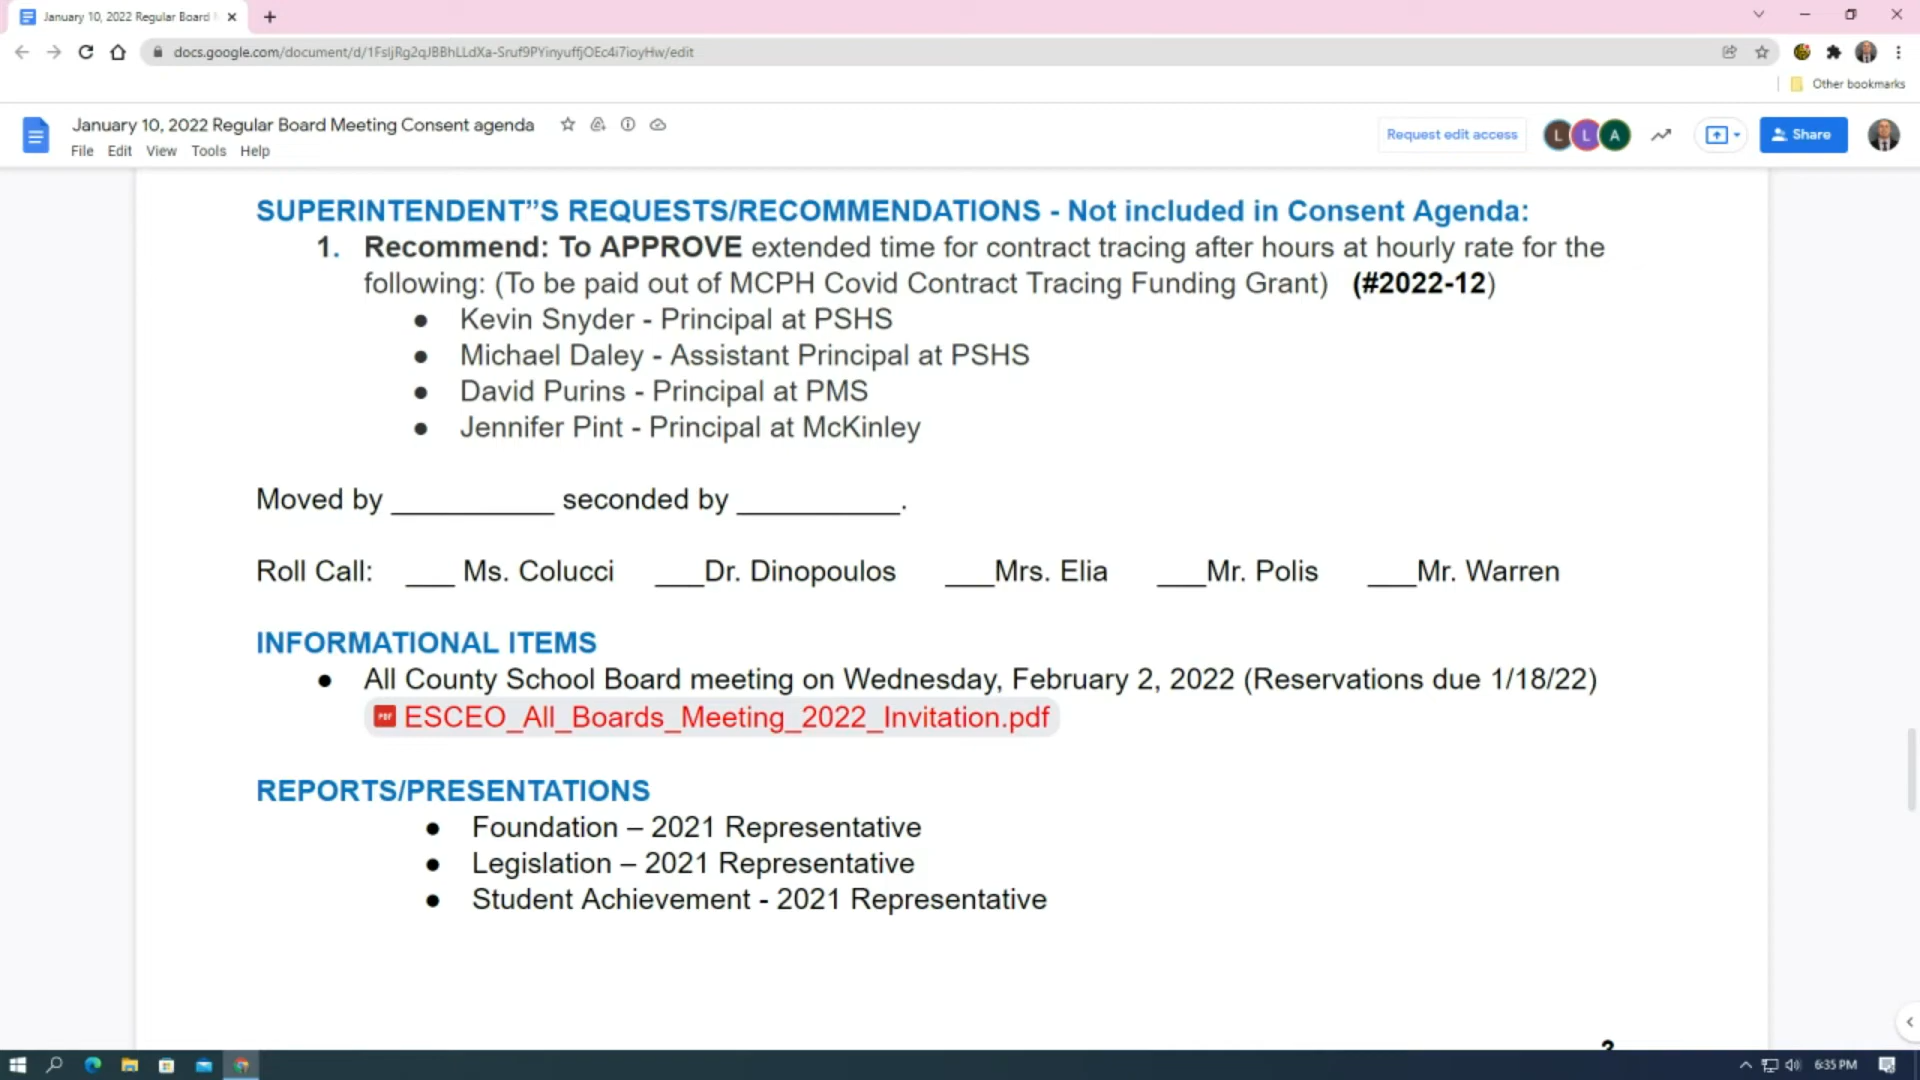 January 10, 2022 Regular Board
docs.google.com/document/d/1FsljRg2qJBBhLLdXa-Sruf9PYinyuffjOEc4i7ioyHw/edit
Other bookmarks
January 10, 2022 Regular Board Meeting Consent agenda
File Edit View Tools Help
Request edit access
L L A
Share
SUPERINTENDENT”S REQUESTS/RECOMMENDATIONS - Not included in Consent Agenda:
1. Recommend: To APPROVE extended time for contract tracing after hours at hourly rate for the
following: (To be paid out of MCPH Covid Contract Tracing Funding Grant) (#2022-12)
● Kevin Snyder - Principal at PSHS
● Michael Daley - Assistant Principal at PSHS
● David Purins - Principal at PMS
● Jennifer Pint - Principal at McKinley
Moved by __________ seconded by __________.
Roll Call: ___ Ms. Colucci ___Dr. Dinopoulos ___Mrs. Elia ___Mr. Polis ___Mr. Warren
INFORMATIONAL ITEMS
● All County School Board meeting on Wednesday, February 2, 2022 (Reservations due 1/18/22)
PDF ESCEO_All_Boards_Meeting_2022_Invitation.pdf
REPORTS/PRESENTATIONS
● Foundation – 2021 Representative
● Legislation – 2021 Representative
● Student Achievement - 2021 Representative
6:35 PM